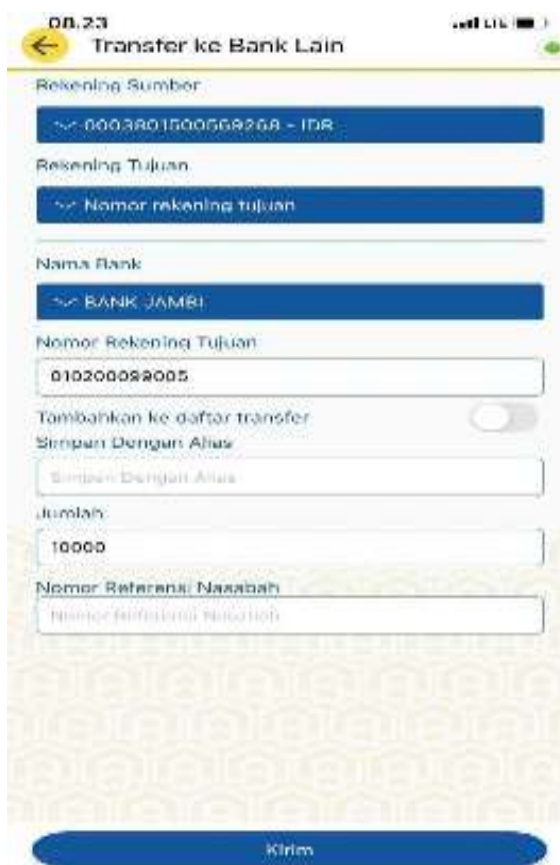 08.23
Transfer ke Bank Lain
Rekening Sumber
0003801500569268 - IDR
Rekening Tujuan
Nomor rekening tujuan
Nama Bank
BANK JAMBI
Nomor Rekening Tujuan
010200099005
Tambahkan ke daftar transfer
Simpan Dengan Alias
Simpan Dengan Alias
Jumlah
10000
Nomor Referensi Nasabah
Nomor Referensi Nasabah
Kirim